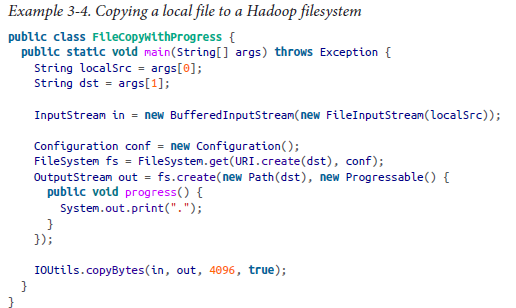 Example 3-4. Copying a local file to a Hadoop filesystem
public class FileCopyWithProgress {
  public static void main(String[] args) throws Exception {
    String localSrc = args[0];
    String dst = args[1];

    InputStream in = new BufferedInputStream(new FileInputStream(localSrc));

    Configuration conf = new Configuration();
    FileSystem fs = FileSystem.get(URI.create(dst), conf);
    OutputStream out = fs.create(new Path(dst), new Progressable() {
      public void progress() {
        System.out.print(".");
      }
    });

    IOUtils.copyBytes(in, out, 4096, true);
  }
}